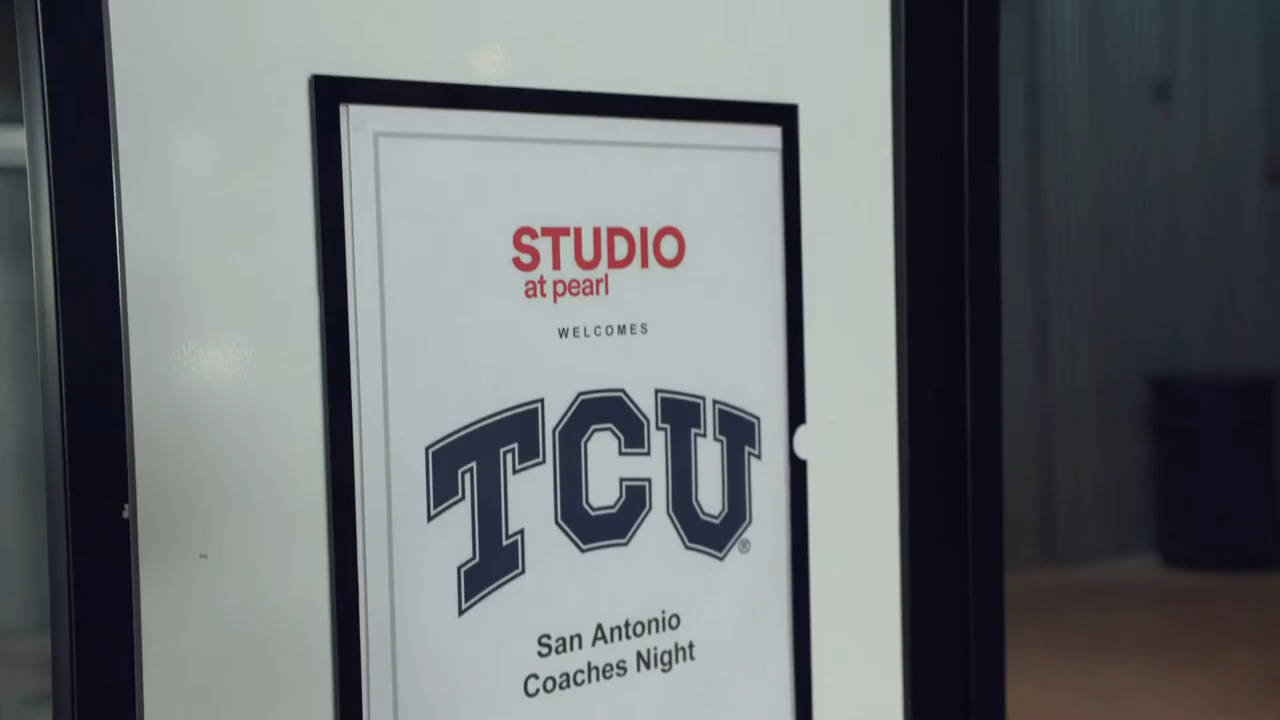 STUDIO
at pearl
WELCOMES
TCU®
San Antonio
Coaches Night